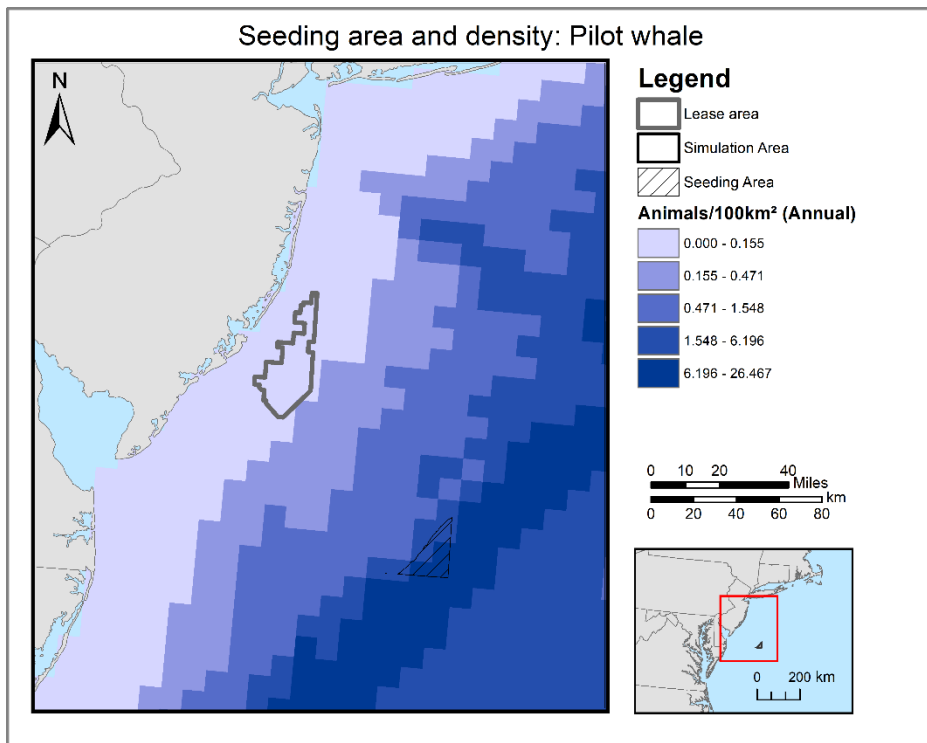 Seeding area and density: Pilot whale
N
Legend
Lease area
Simulation Area
Seeding Area
Animals/100km² (Annual)
0.000 - 0.155
0.155 - 0.471
0.471 - 1.548
1.548 - 6.196
6.196 - 26.467
0 10 20 40
Miles
km
0 20 40 60 80
0 200 km